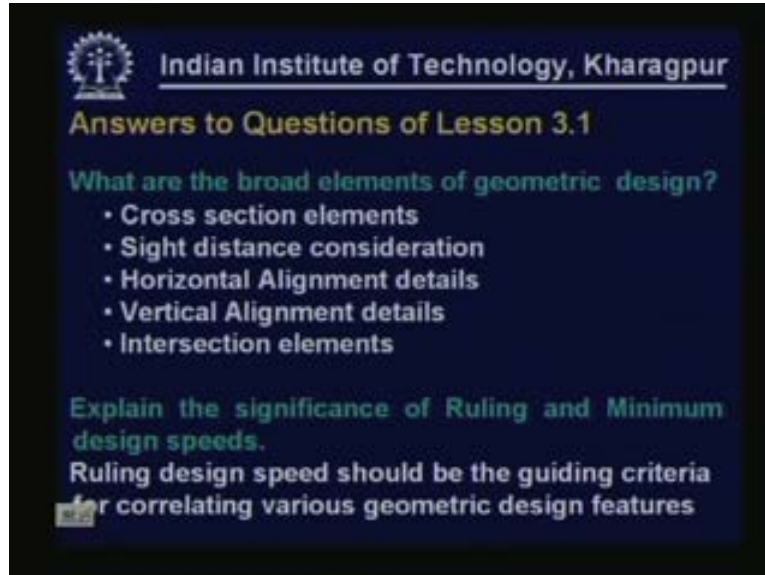 Indian Institute of Technology, Kharagpur
Answers to Questions of Lesson 3.1
What are the broad elements of geometric design?
• Cross section elements
• Sight distance consideration
• Horizontal Alignment details
• Vertical Alignment details
• Intersection elements
Explain the significance of Ruling and Minimum
design speeds.
Ruling design speed should be the guiding criteria
for correlating various geometric design features